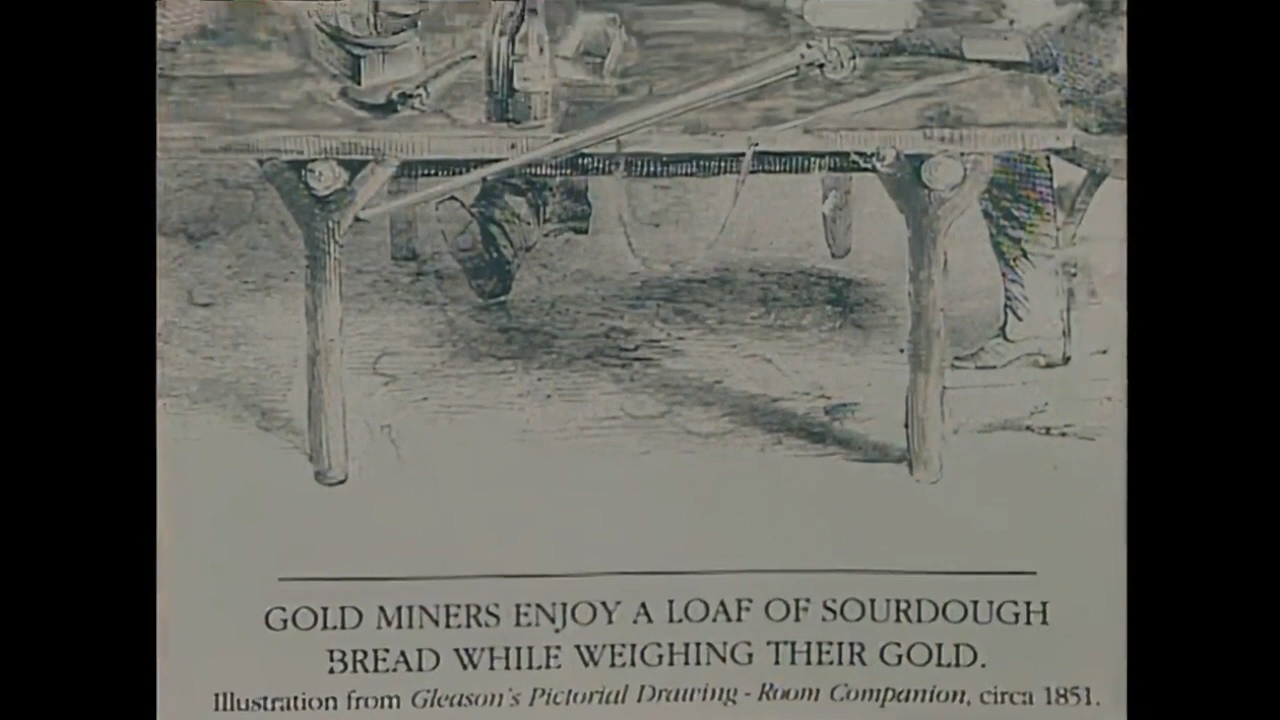 GOLD MINERS ENJOY A LOAF OF SOURDOUGH
BREAD WHILE WEIGHING THEIR GOLD.
Illustration from Gleason's Pictorial Drawing - Room Companion, circa 1851.